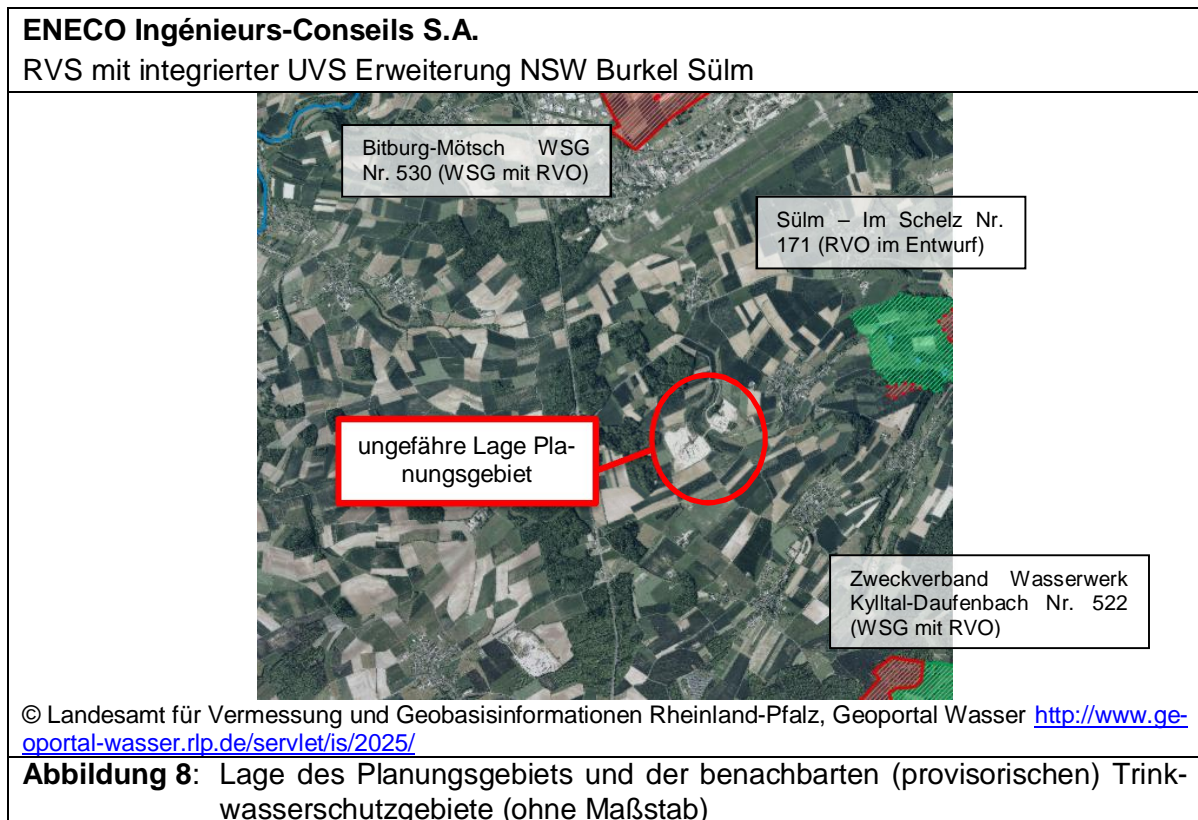 ENECO Ingénieurs-Conseils S.A.
RVS mit integrierter UVS Erweiterung NSW Burkel Sülm
Bitburg-Mötsch WSG
Nr. 530 (WSG mit RVO)
Sülm – Im Schelz Nr.
171 (RVO im Entwurf)
ungefähre Lage Pla-
nungsgebiet
Zweckverband Wasserwerk
Kylltal-Daufenbach Nr. 522
(WSG mit RVO)
© Landesamt für Vermessung und Geobasisinformationen Rheinland-Pfalz, Geoportal Wasser http://www.ge-
oportal-wasser.rlp.de/servlet/is/2025/
Abbildung 8: Lage des Planungsgebiets und der benachbarten (provisorischen) Trink-
wasserschutzgebiete (ohne Maßstab)